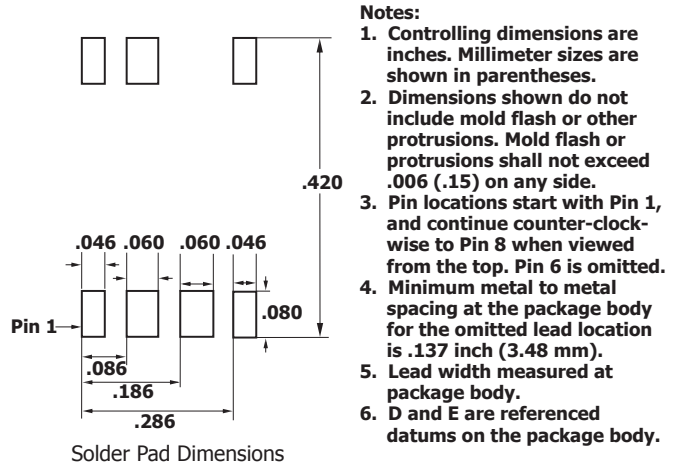 .420
.046 .060 .060 .046
.080
Pin 1
.086
.186
.286
Solder Pad Dimensions
Notes:
1. Controlling dimensions are
inches. Millimeter sizes are
shown in parentheses.
2. Dimensions shown do not
include mold flash or other
protrusions. Mold flash or
protrusions shall not exceed
.006 (.15) on any side.
3. Pin locations start with Pin 1,
and continue counter-clock-
wise to Pin 8 when viewed
from the top. Pin 6 is omitted.
4. Minimum metal to metal
spacing at the package body
for the omitted lead location
is .137 inch (3.48 mm).
5. Lead width measured at
package body.
6. D and E are referenced
datums on the package body.